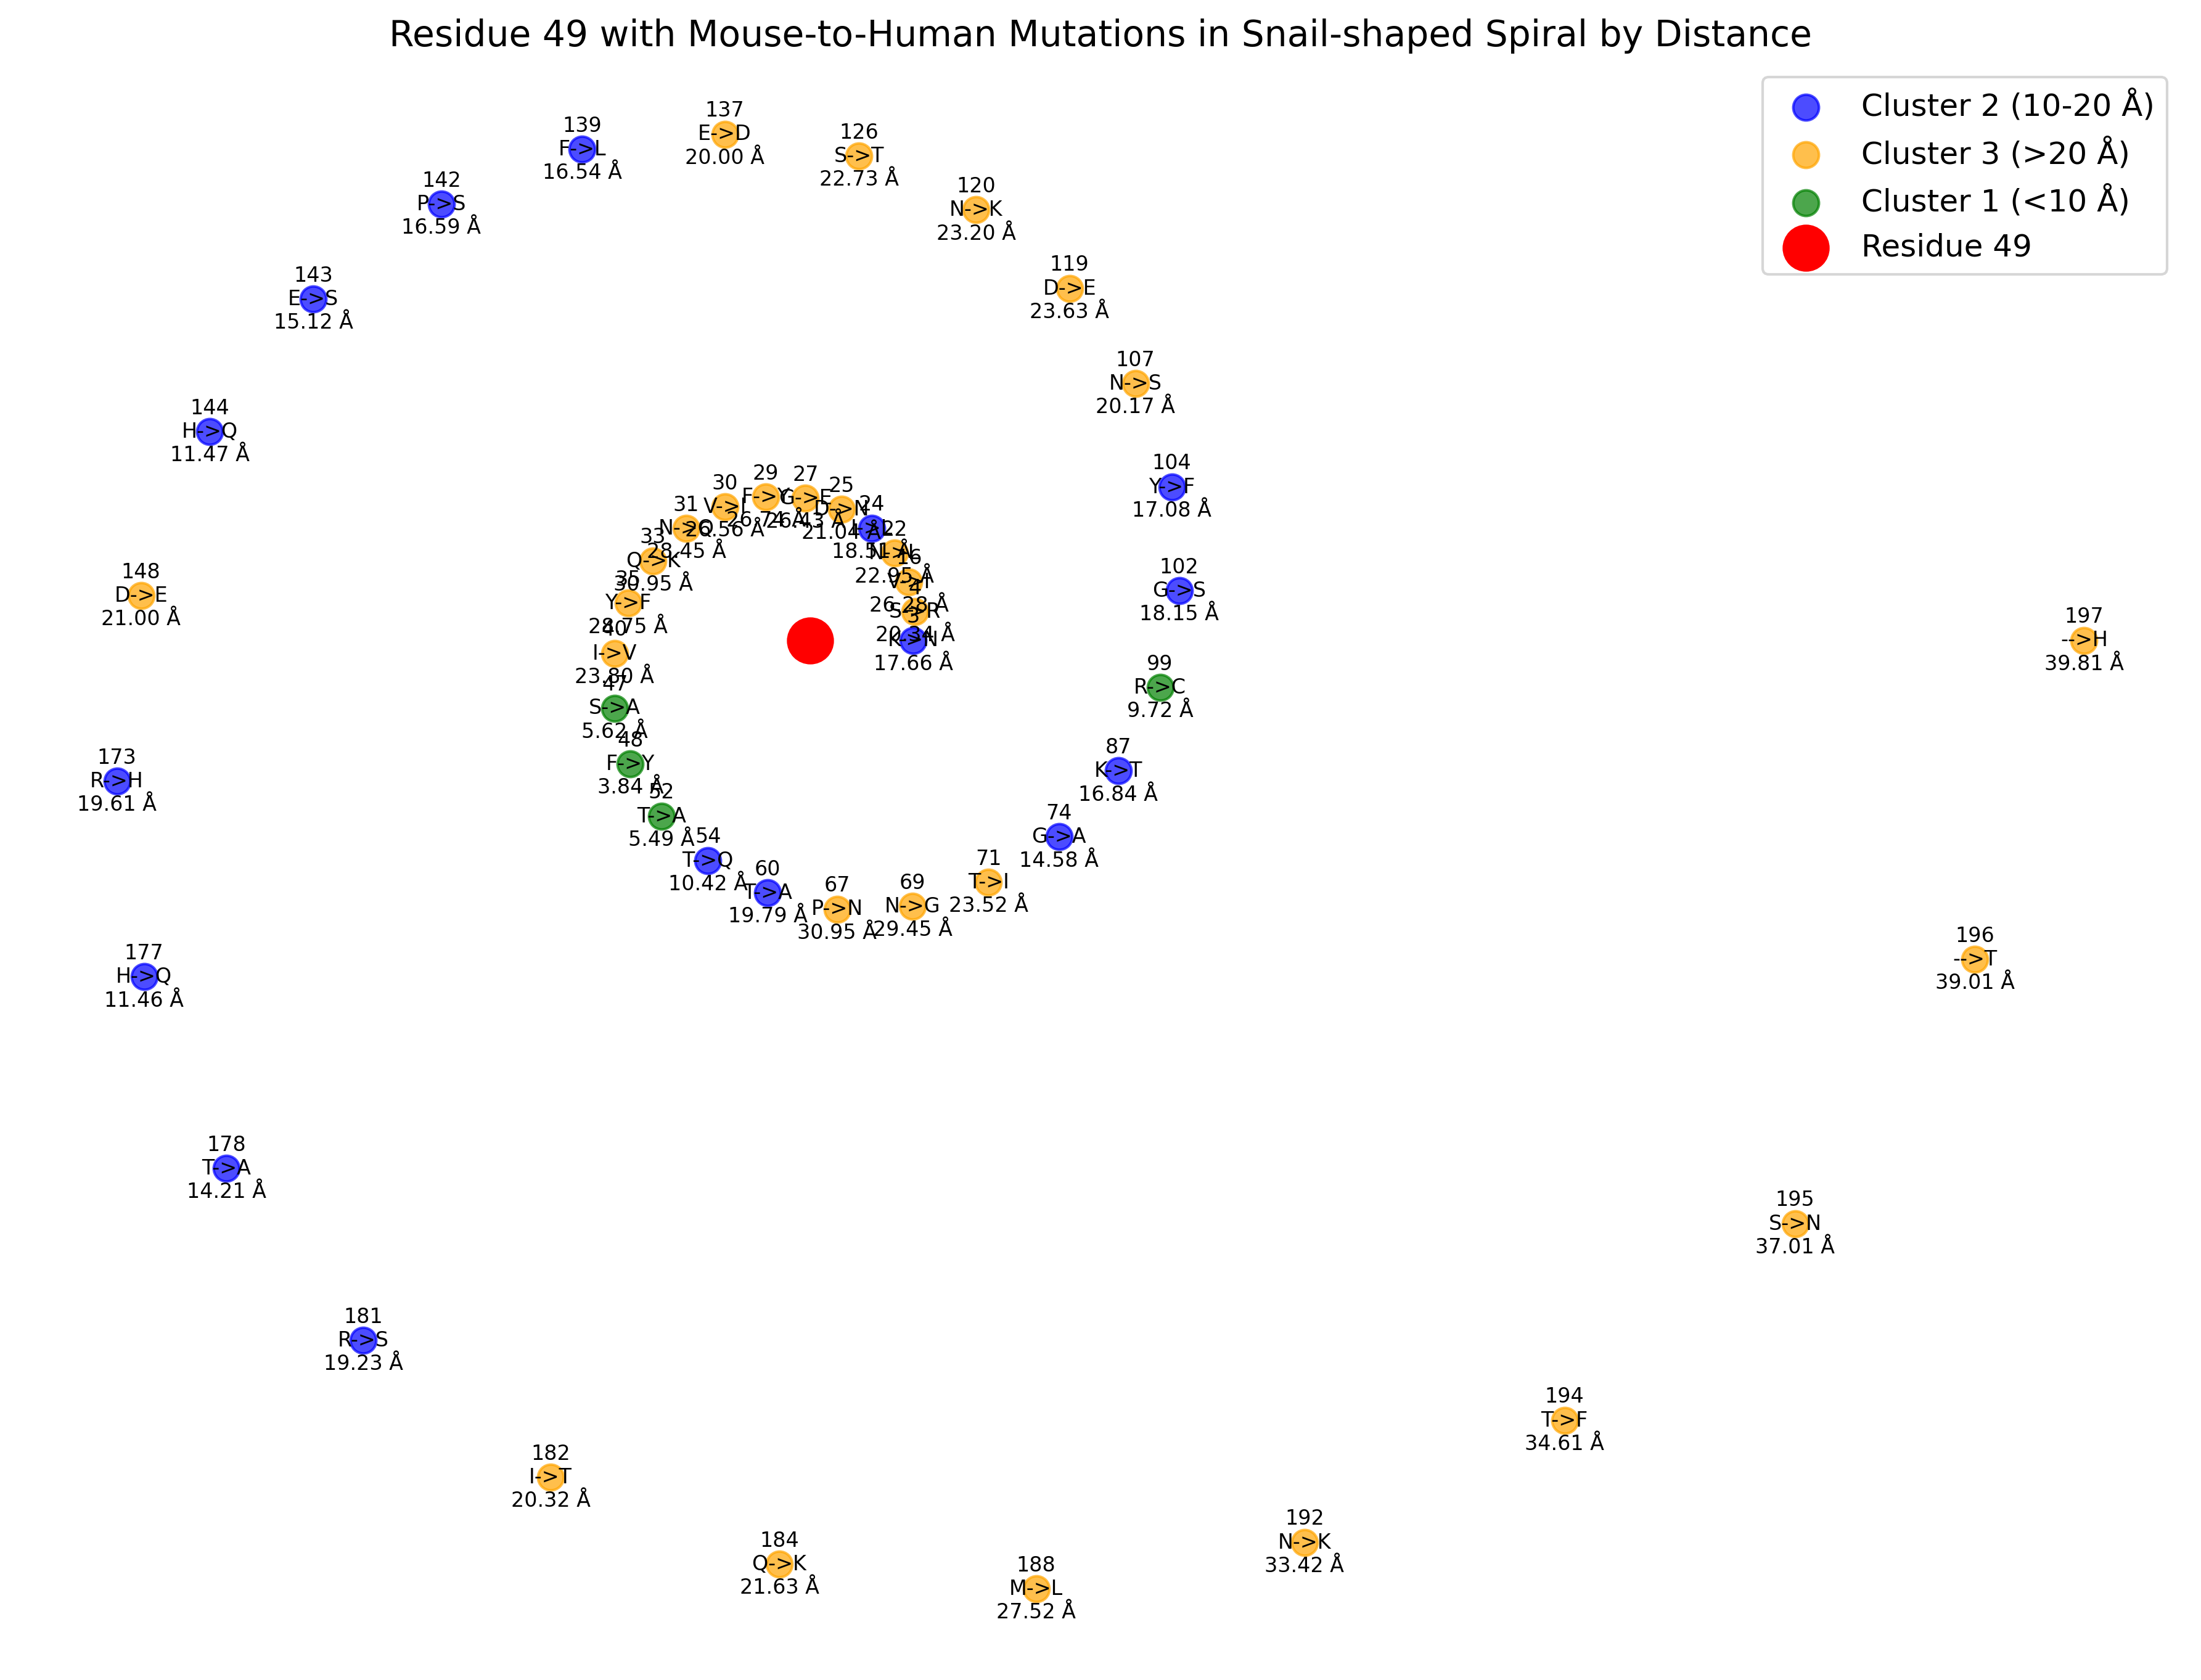 Residue 49 with Mouse-to-Human Mutations in Snail-shaped Spiral by Distance
Cluster 2 (10-20 Å)
Cluster 3 (>20 Å)
Cluster 1 (<10 Å)
Residue 49
137
E->D
20.00 Å
139
F->L
16.54 Å
126
S->T
22.73 Å
142
P->S
16.59 Å
120
N->K
23.20 Å
143
E->S
15.12 Å
119
D->E
23.63 Å
107
N->S
20.17 Å
144
H->Q
11.47 Å
104
Y->F
17.08 Å
29
F->Y
26.74 Å
27
26.43 Å
25
D->N
21.04 Å
30
26.56 Å
31
N->Q
28.45 Å
24
18.51 Å
22
22.95 Å
33
Q->K
30.95 Å
16
26.28 Å
35
Y->F
28.75 Å
4
S->R
20.34 Å
3
17.66 Å
40
I->V
23.80 Å
47
S->A
5.62 Å
48
F->Y
3.84 Å
52
T->A
5.49 Å
54
T->Q
10.42 Å
60
T->A
19.79 Å
67
P->N
30.95 Å
69
N->G
29.45 Å
71
T->I
23.52 Å
74
G->A
14.58 Å
87
K->T
16.84 Å
99
R->C
9.72 Å
102
G->S
18.15 Å
148
D->E
21.00 Å
173
R->H
19.61 Å
177
H->Q
11.46 Å
178
T->A
14.21 Å
181
R->S
19.23 Å
182
I->T
20.32 Å
184
Q->K
21.63 Å
188
M->L
27.52 Å
192
N->K
33.42 Å
194
T->F
34.61 Å
195
S->N
37.01 Å
196
-->T
39.01 Å
197
-->H
39.81 Å